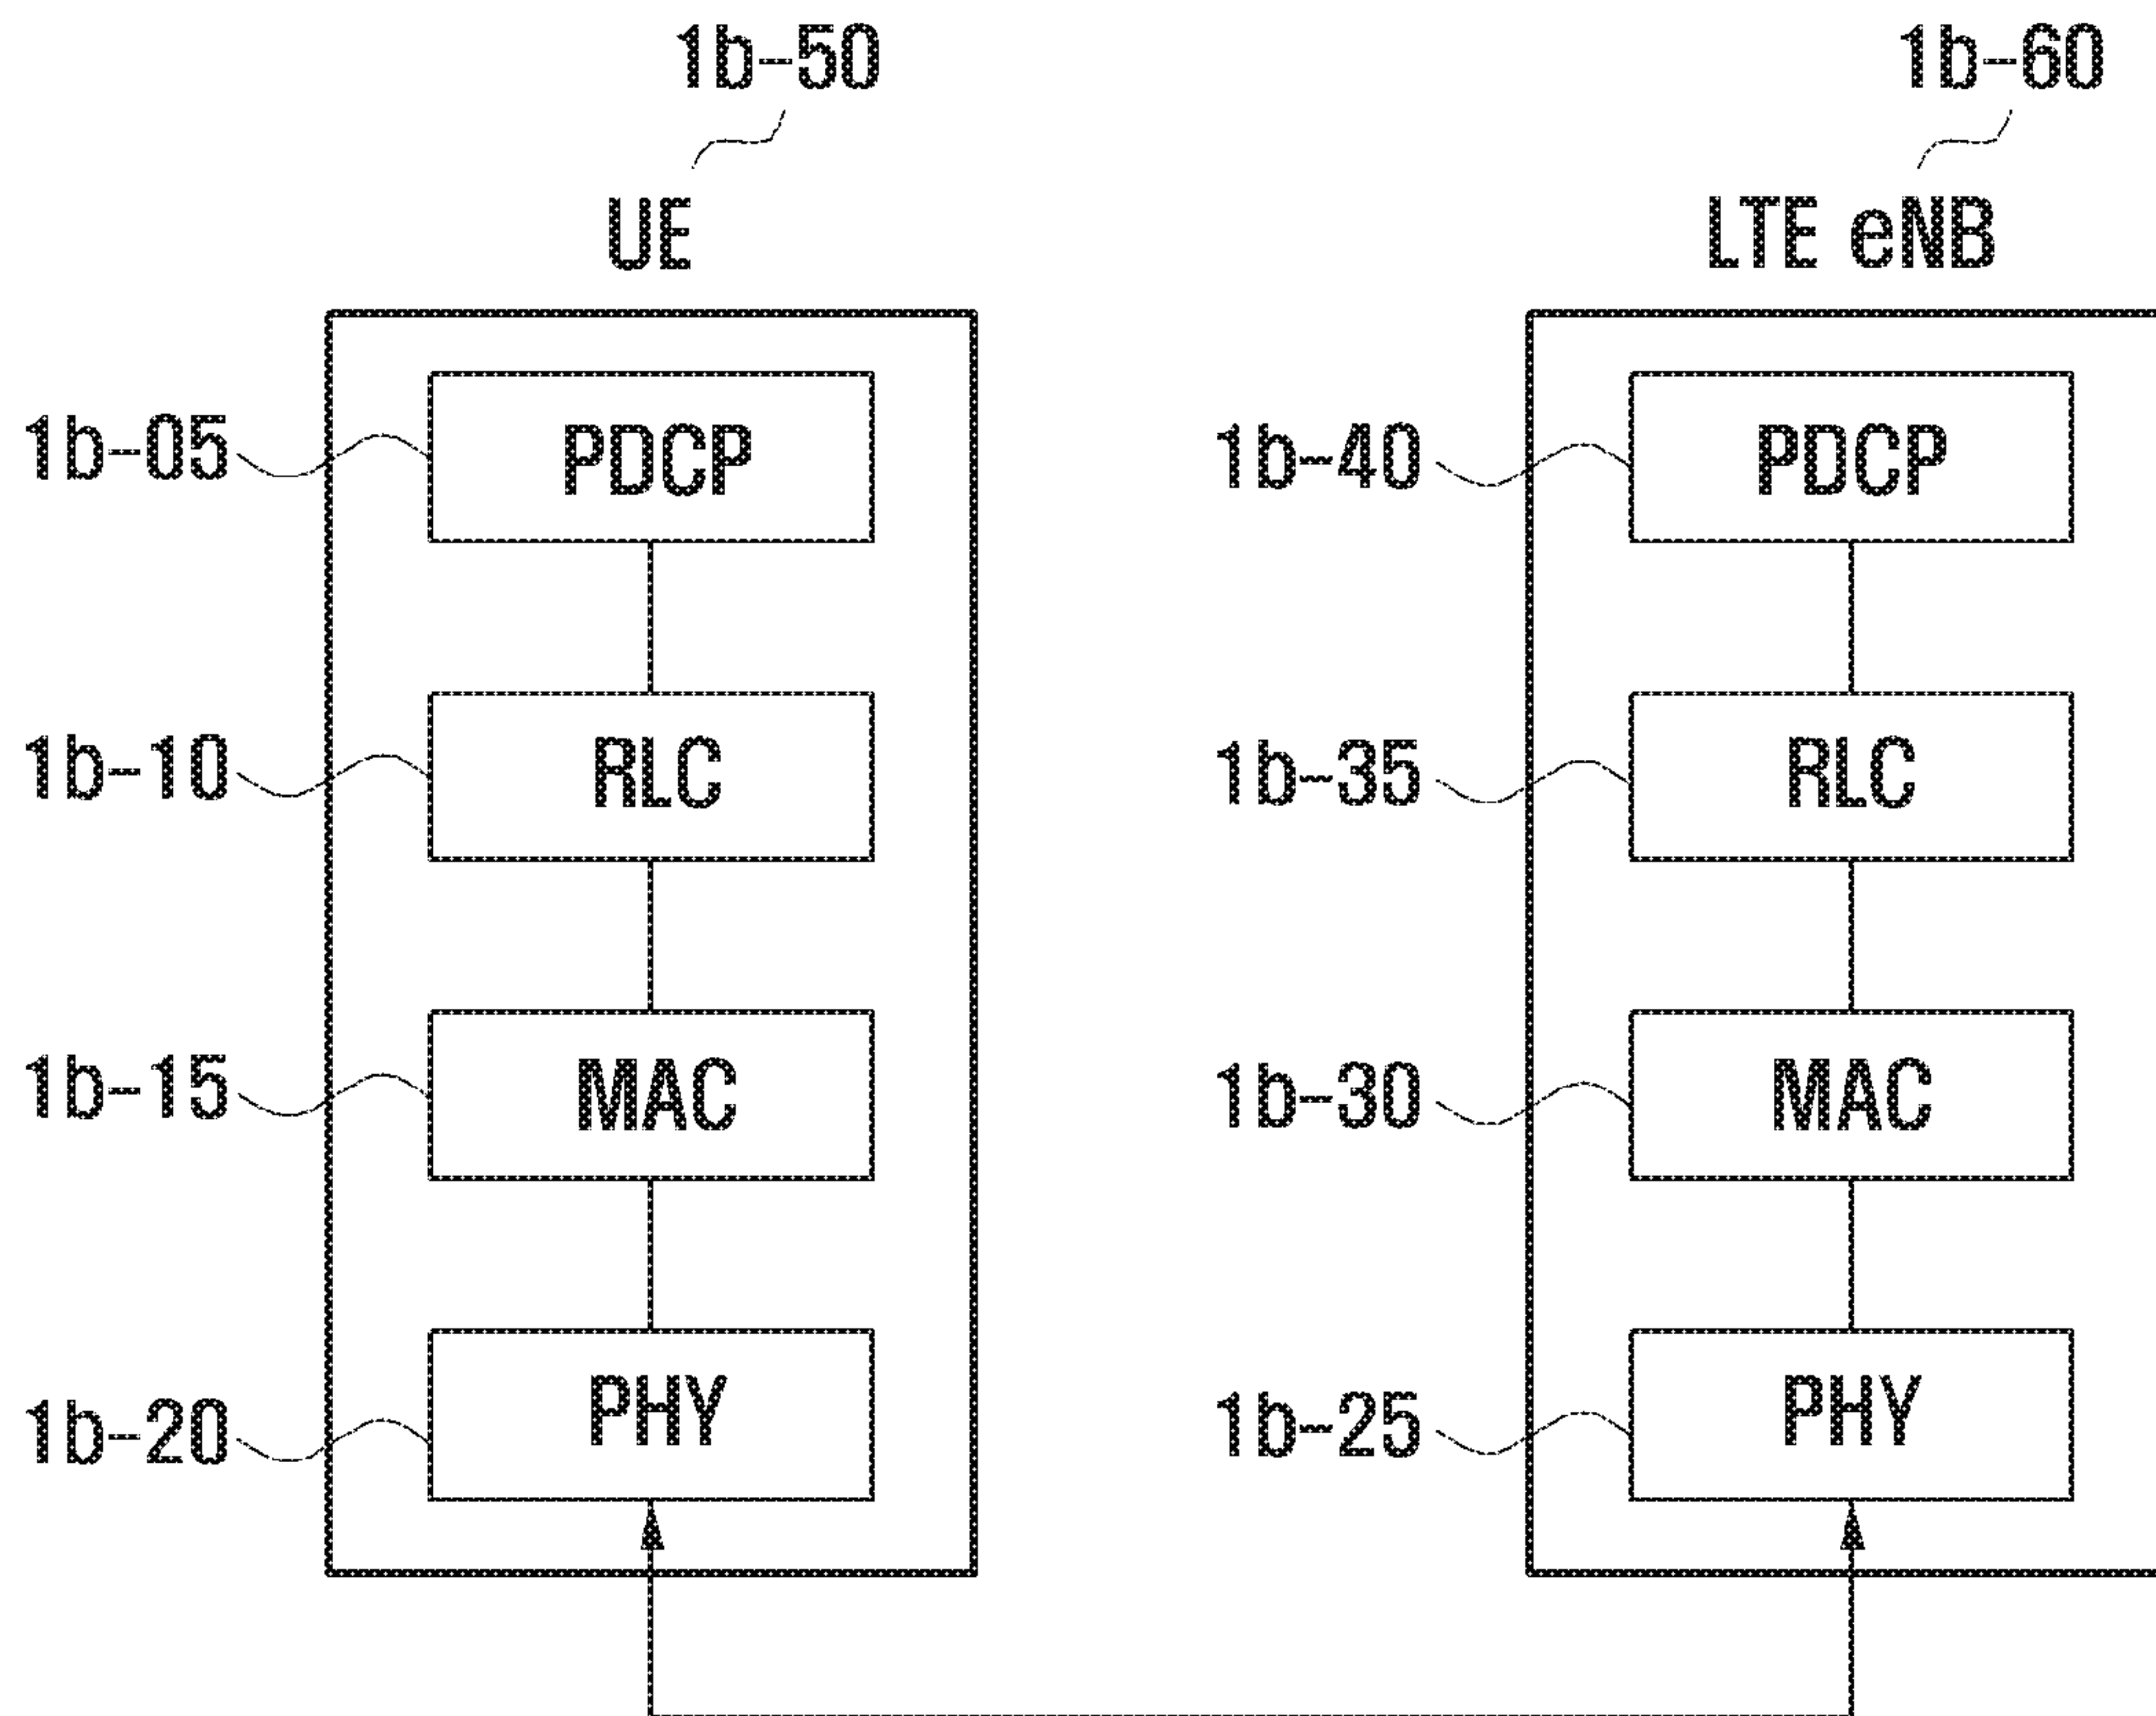 1b-50 1b-60
UE LTE eNB
1b-05 PDCP 1b-40 PDCP
1b-10 RLC 1b-35 RLC
1b-15 MAC 1b-30 MAC
1b-20 PHY 1b-25 PHY